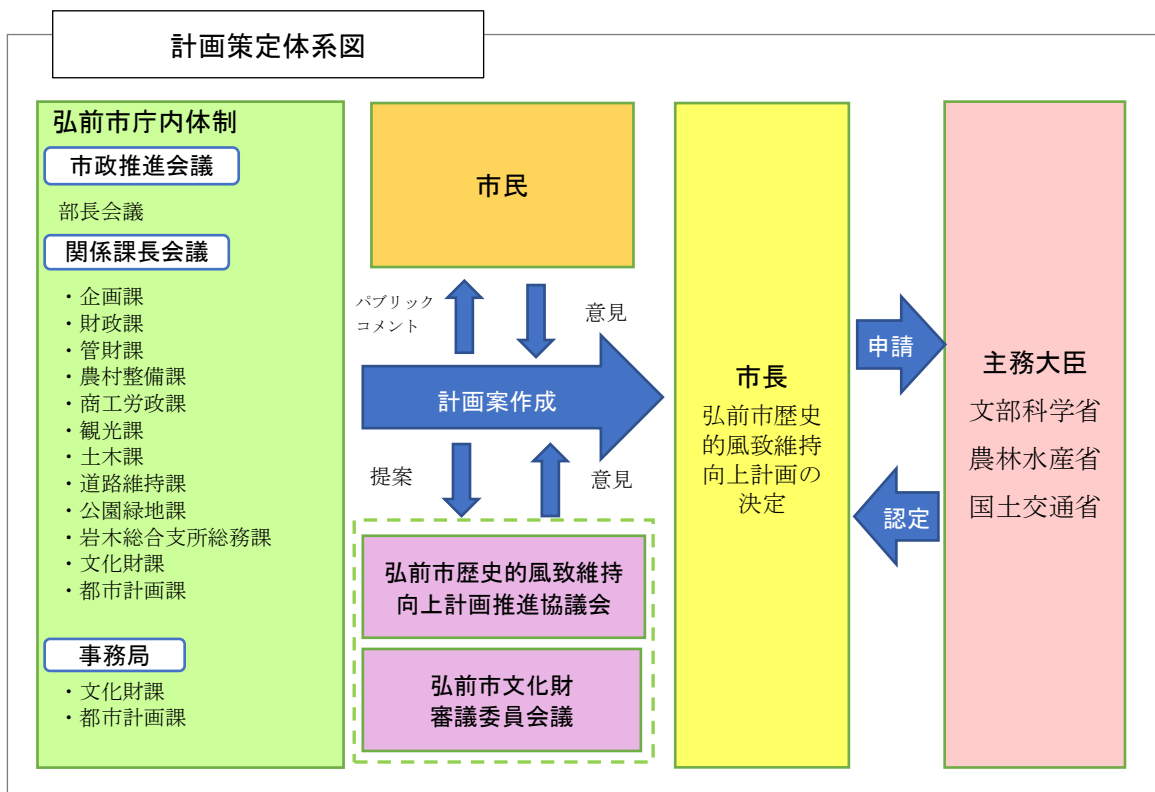 計画策定体系図
弘前市庁内体制
市政推進会議
部長会議
関係課長会議
・企画課
・財政課
・管財課
・農村整備課
・商工労政課
・観光課
・土木課
・道路維持課
・公園緑地課
・岩木総合支所総務課
・文化財課
・都市計画課
事務局
・文化財課
・都市計画課
市民
パブリック
コメント
意見
計画案作成
提案
意見
弘前市歴史的風致維持
向上計画推進協議会
弘前市文化財
審議委員会議
市長
弘前市歴史
的風致維持
向上計画の
決定
申請
認定
主務大臣
文部科学省
農林水産省
国土交通省